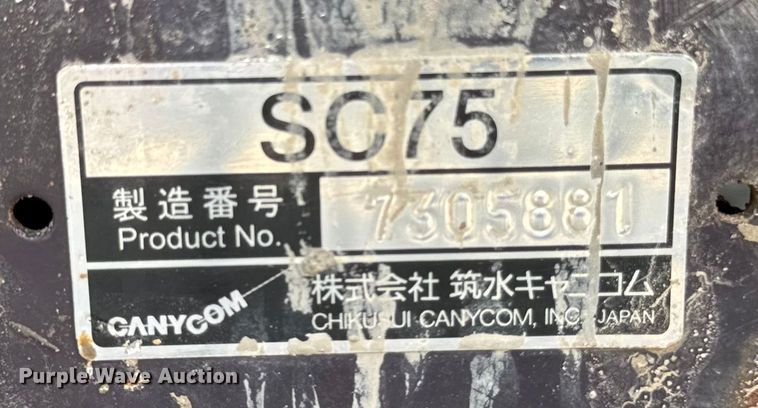 SC75
製造番号
Product No.
7305881
CANYCOM
株式会社 筑水キャニコム
CHIKUSUI CANYCOM, INC. JAPAN
Purple Wave Auction